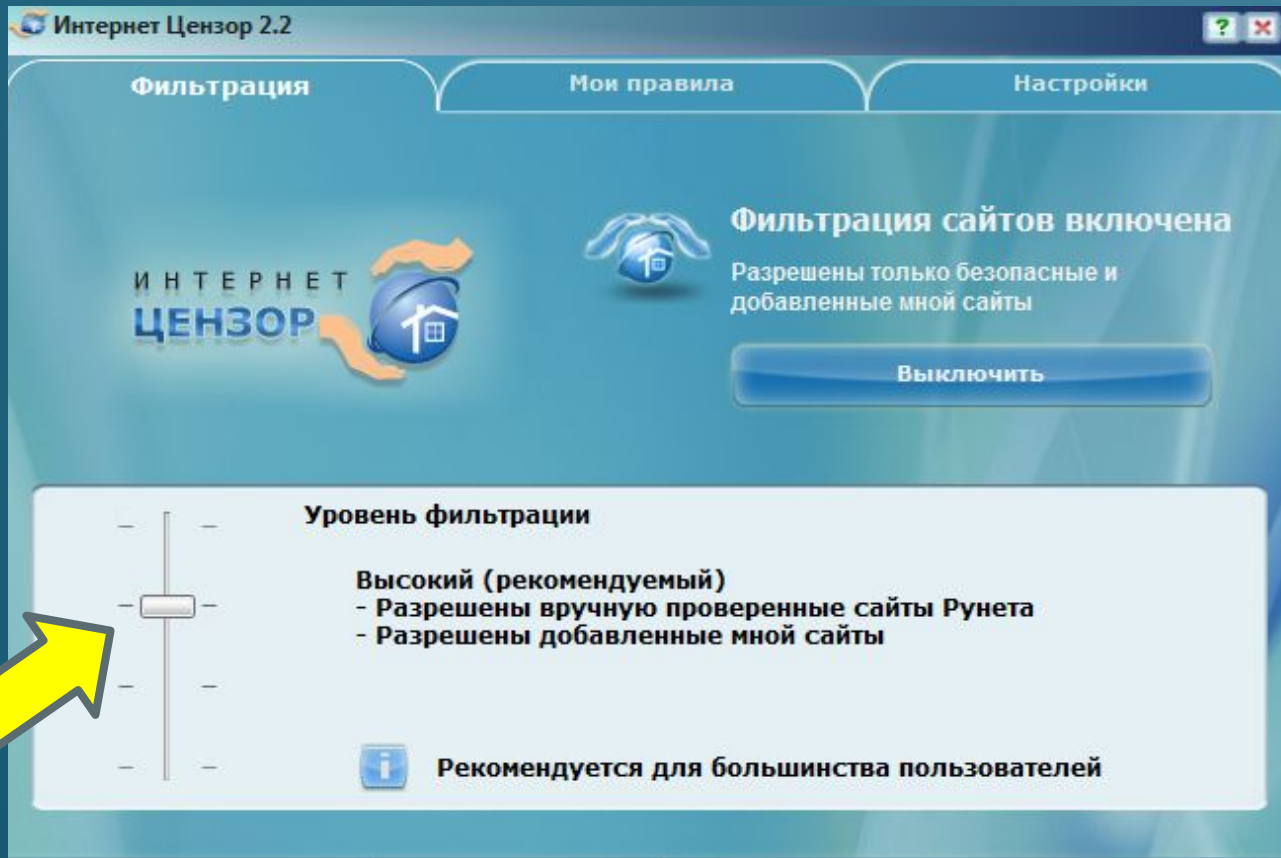 Интернет Цензор 2.2
?
Фильтрация
Мои правила
Настройки
ИНТЕРНЕТ
ЦЕНЗОР
Фильтрация сайтов включена
Разрешены только безопасные и
добавленные мной сайты
Выключить
Уровень фильтрации
Высокий (рекомендуемый)
- Разрешены вручную проверенные сайты Рунета
- Разрешены добавленные мной сайты
i
Рекомендуется для большинства пользователей